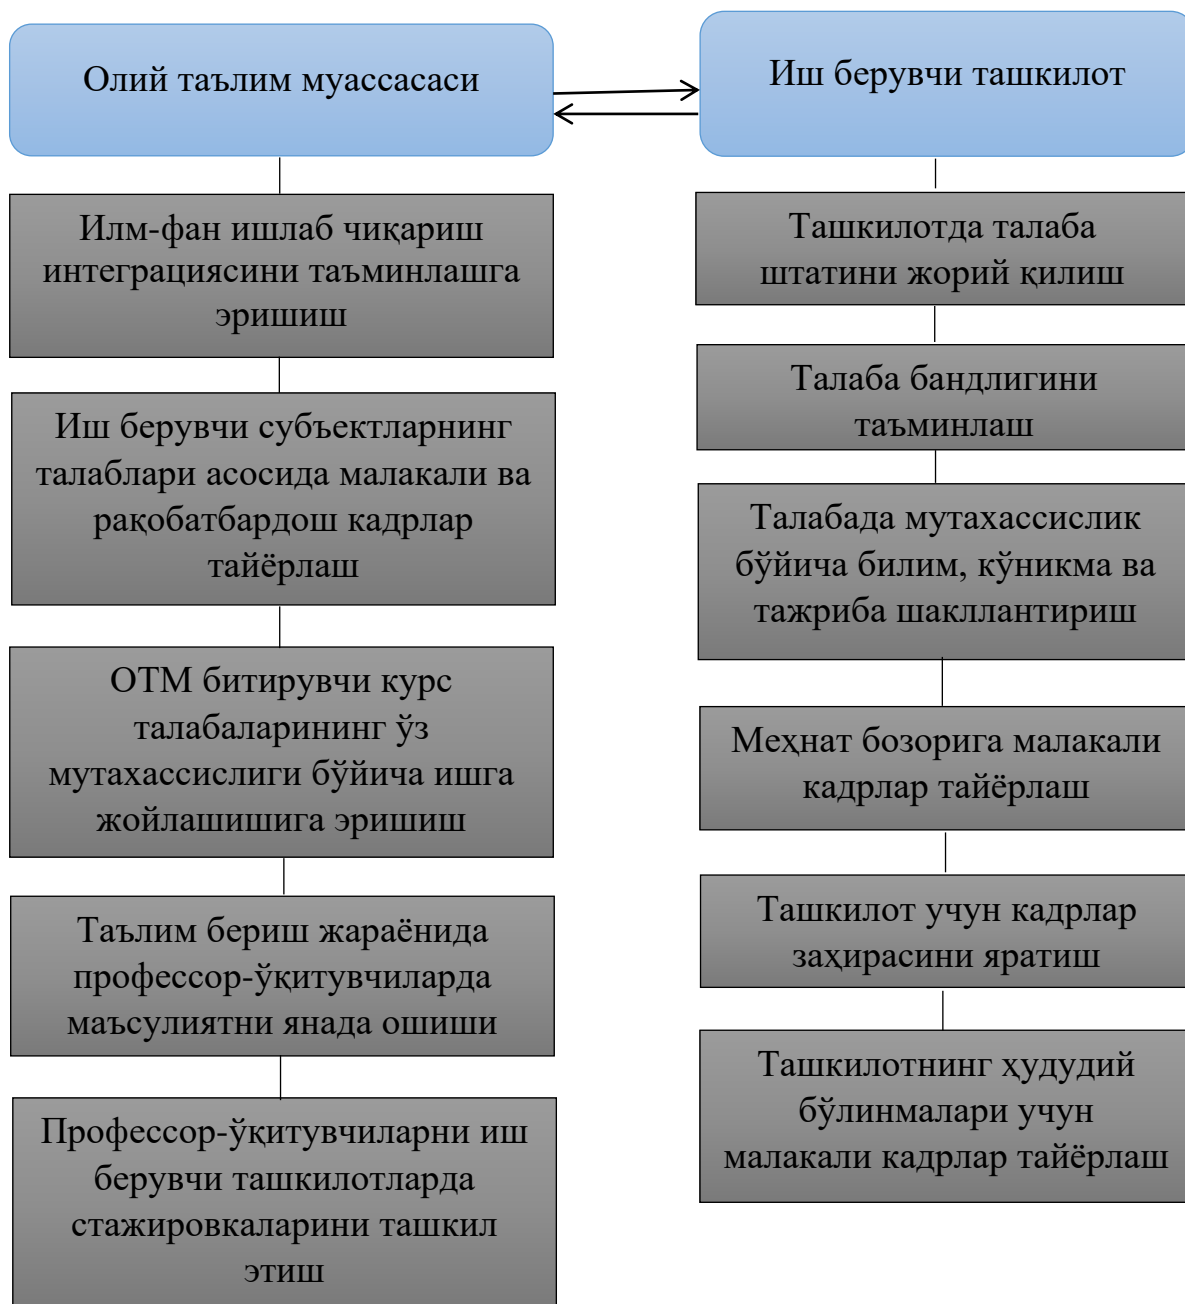 Олий таълим муассасаси
Илм-фан ишлаб чиқариш
интеграциясини таъминлашга
эришиш
Иш берувчи субъектларнинг
талаблари асосида малакали ва
рақобатбардош кадрлар
тайёрлаш
ОТМ битирувчи курс
талабаларининг ўз
мутахассислиги бўйича ишга
жойлашишига эришиш
Таълим бериш жараёнида
профессор-ўқитувчиларда
маъсулиятни янада ошиши
Профессор-ўқитувчиларни иш
берувчи ташкилотларда
стажировкаларини ташкил
этиш
Иш берувчи ташкилот
Ташкилотда талаба
штатини жорий қилиш
Талаба бандлигини
таъминлаш
Талабада мутахассислик
бўйича билим, кўникма ва
тажриба шакллантириш
Меҳнат бозорига малакали
кадрлар тайёрлаш
Ташкилот учун кадрлар
заҳирасини яратиш
Ташкилотнинг ҳудудий
бўлинмалари учун
малакали кадрлар тайёрлаш